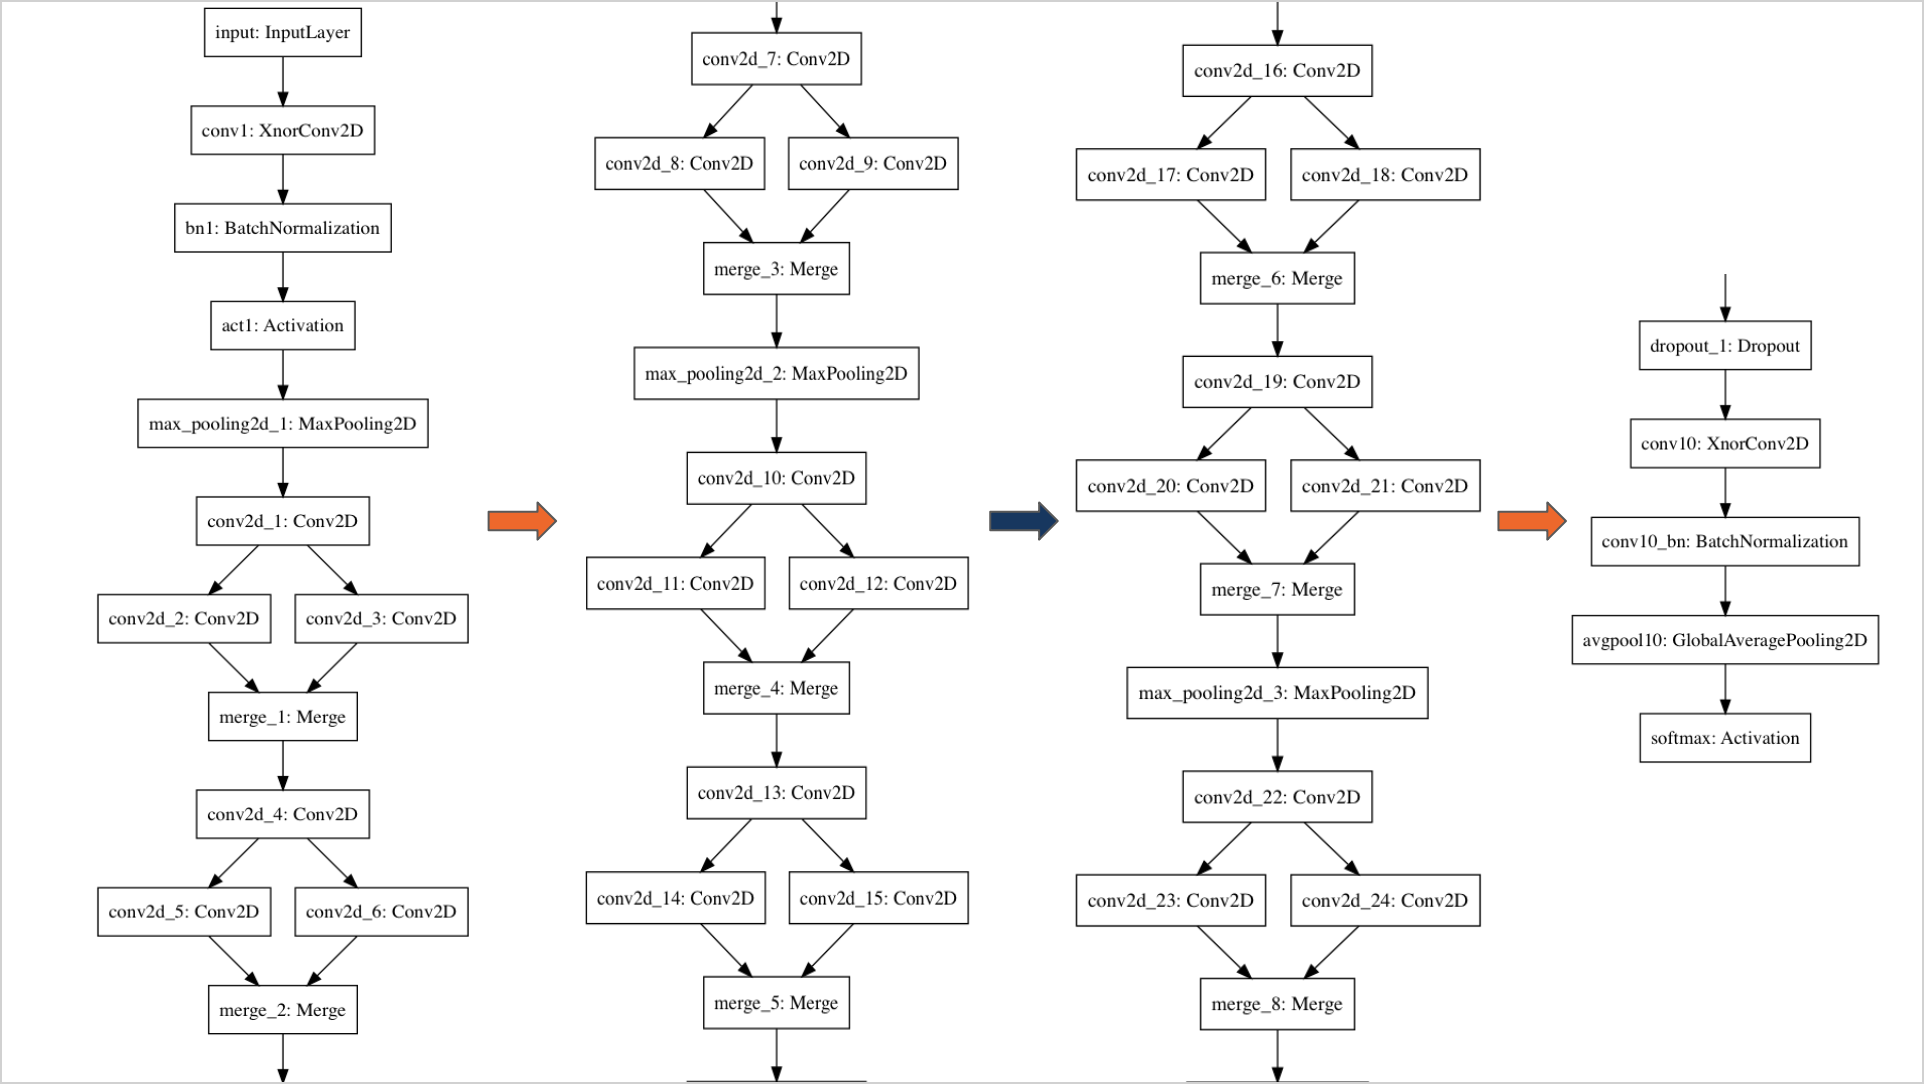 input: InputLayer
conv1: XnorConv2D
bn1: BatchNormalization
act1: Activation
max_pooling2d_1: MaxPooling2D
conv2d_1: Conv2D
conv2d_2: Conv2D
conv2d_3: Conv2D
merge_1: Merge
conv2d_4: Conv2D
conv2d_5: Conv2D
conv2d_6: Conv2D
merge_2: Merge
conv2d_7: Conv2D
conv2d_8: Conv2D
conv2d_9: Conv2D
merge_3: Merge
max_pooling2d_2: MaxPooling2D
conv2d_10: Conv2D
conv2d_11: Conv2D
conv2d_12: Conv2D
merge_4: Merge
conv2d_13: Conv2D
conv2d_14: Conv2D
conv2d_15: Conv2D
merge_5: Merge
conv2d_16: Conv2D
conv2d_17: Conv2D
conv2d_18: Conv2D
merge_6: Merge
conv2d_19: Conv2D
conv2d_20: Conv2D
conv2d_21: Conv2D
merge_7: Merge
max_pooling2d_3: MaxPooling2D
conv2d_22: Conv2D
conv2d_23: Conv2D
conv2d_24: Conv2D
merge_8: Merge
dropout_1: Dropout
conv10: XnorConv2D
conv10_bn: BatchNormalization
avgpool10: GlobalAveragePooling2D
softmax: Activation